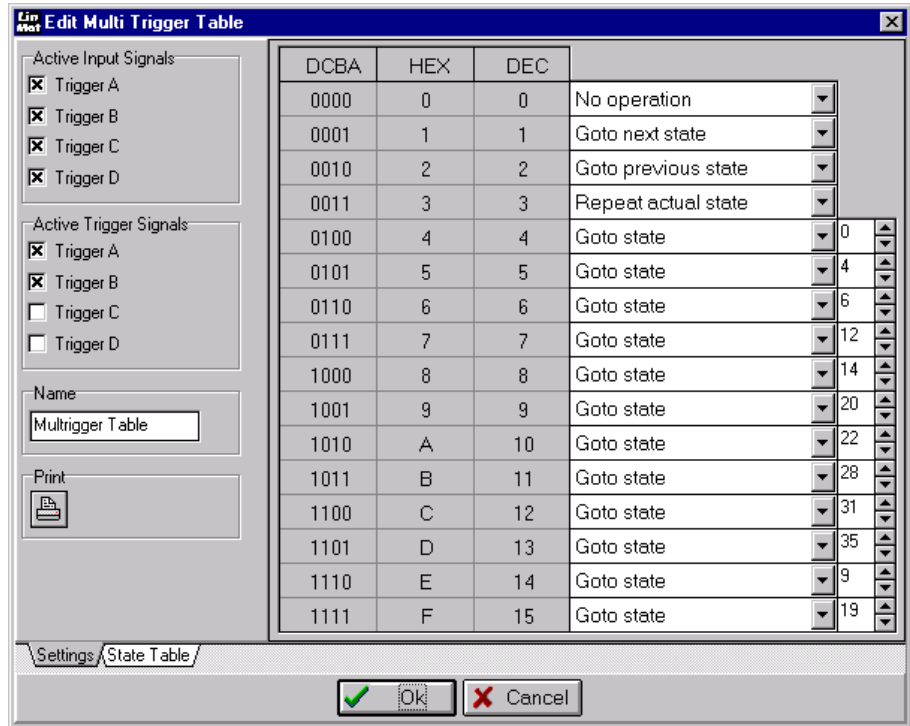 Lin Mot Edit Multi Trigger Table
Active Input Signals
Trigger A
Trigger B
Trigger C
Trigger D
Active Trigger Signals
Trigger A
Trigger B
Trigger C
Trigger D
Name
Multrigger Table
Print
DCBA HEX DEC
0000 0 0 No operation
0001 1 1 Goto next state
0010 2 2 Goto previous state
0011 3 3 Repeat actual state
0100 4 4 Goto state 0
0101 5 5 Goto state 4
0110 6 6 Goto state 6
0111 7 7 Goto state 12
1000 8 8 Goto state 14
1001 9 9 Goto state 20
1010 A 10 Goto state 22
1011 B 11 Goto state 28
1100 C 12 Goto state 31
1101 D 13 Goto state 35
1110 E 14 Goto state 9
1111 F 15 Goto state 19
Settings State Table
Ok Cancel